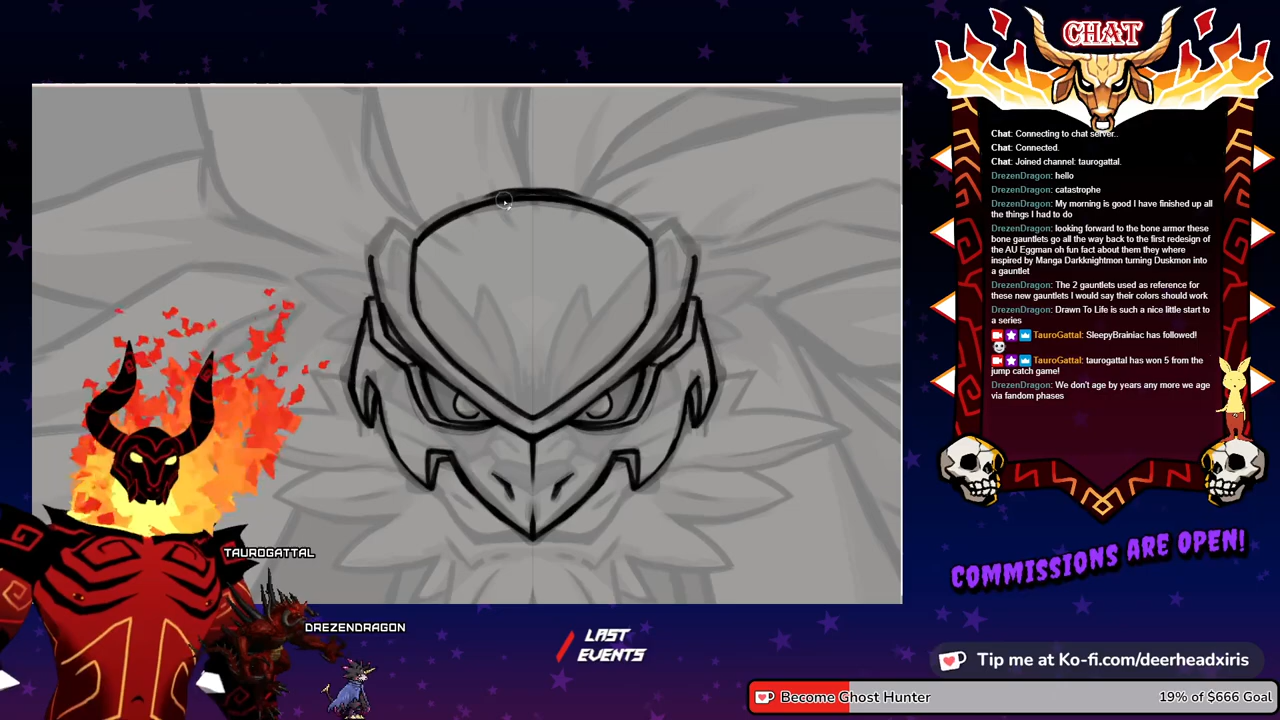 CHAT
Chat: Connecting to chat server..
Chat: Connected.
Chat: Joined channel: taurogattal.
DrezenDragon: hello
DrezenDragon: catastrophe
DrezenDragon: My morning is good I have finished up all
the things I had to do
DrezenDragon: looking forward to the bone armor these
bone gauntlets go all the way back to the first redesign of
the AU Eggman oh fun fact about them they where
inspired by Manga Darkknightmon turning Duskmon into
a gauntlet
DrezenDragon: The 2 gauntlets used as reference for
these new gauntlets I would say their colors should work
DrezenDragon: Drawn To Life is such a nice little start to
a series
TauroGattal: SleepyBrainiac has followed!
TauroGattal: taurogattal has won 5 from the
jump catch game!
DrezenDragon: We don't age by years any more we age
via fandom phases
COMMISSIONS ARE OPEN!
TAUROGATTAL
DREZENDRAGON
LAST
EVENTS
Tip me at Ko-fi.com/deerheadxiris
Become Ghost Hunter 19% of $666 Goal